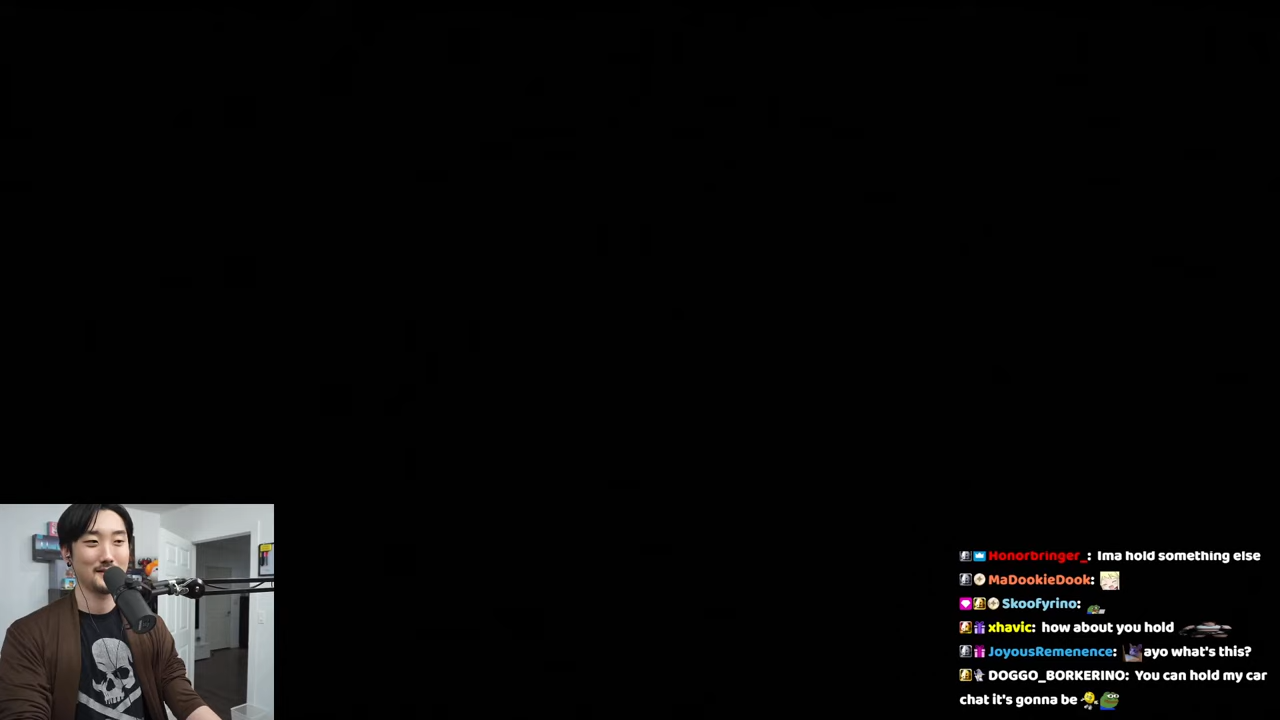 Honorbringer_: Ima hold something else
MaDookieDook:
Skoofyrino:
xhavic: how about you hold
JoyousRemenence: ayo what's this?
DOGGO_BORKERINO: You can hold my car
chat it's gonna be